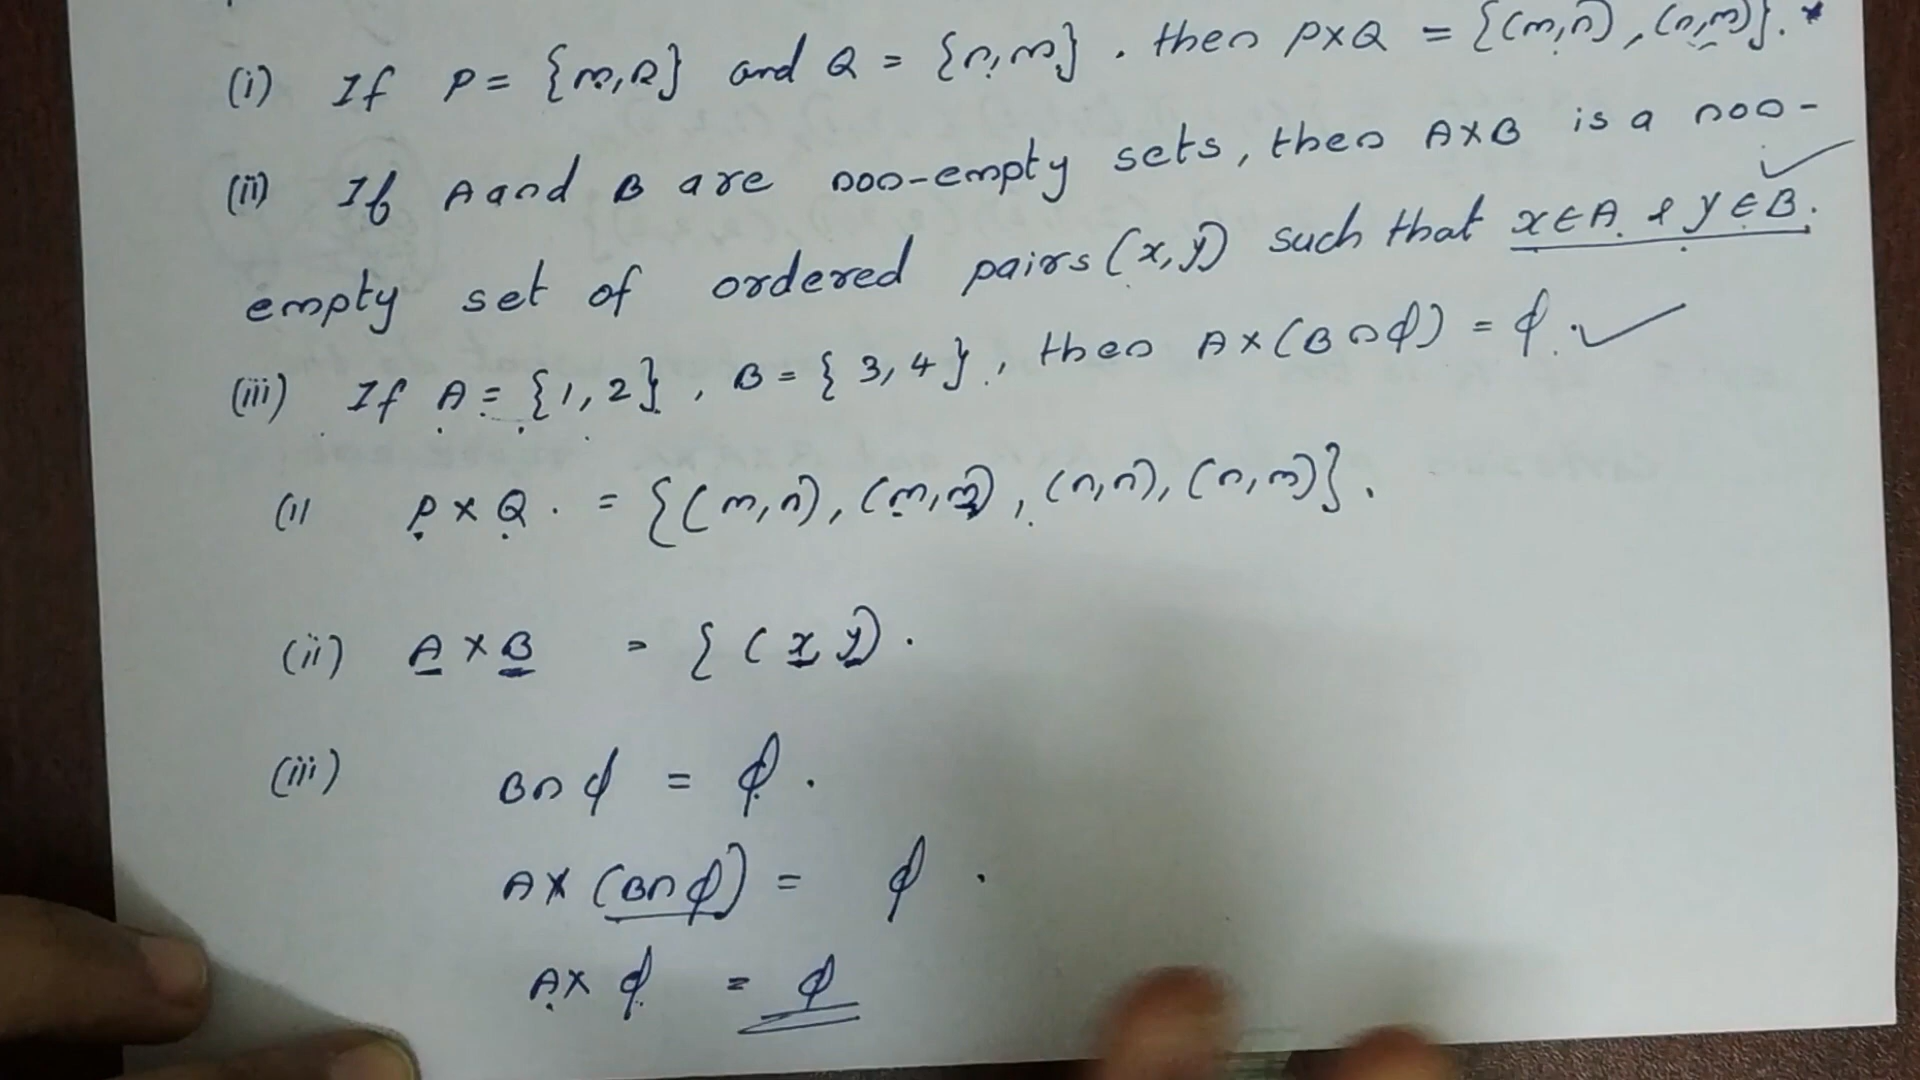 (i) If P = {m,n} and Q = {n,m}. then P×Q = {(m,n), (n,m)}.
(ii) If A and B are non-empty sets, then A×B is a non-
empty set of ordered pairs (x,y) such that x∈A & y∈B.
(iii) If A = {1,2}, B = {3,4}, then A×(B∩ϕ) = ϕ.
(i P×Q. = {(m,n), (m,m), (n,n), (n,m)}.
(ii) A×B = {(x y).
(iii) B∩ϕ = ϕ.
A×(B∩ϕ) = ϕ.
A×ϕ = ϕ